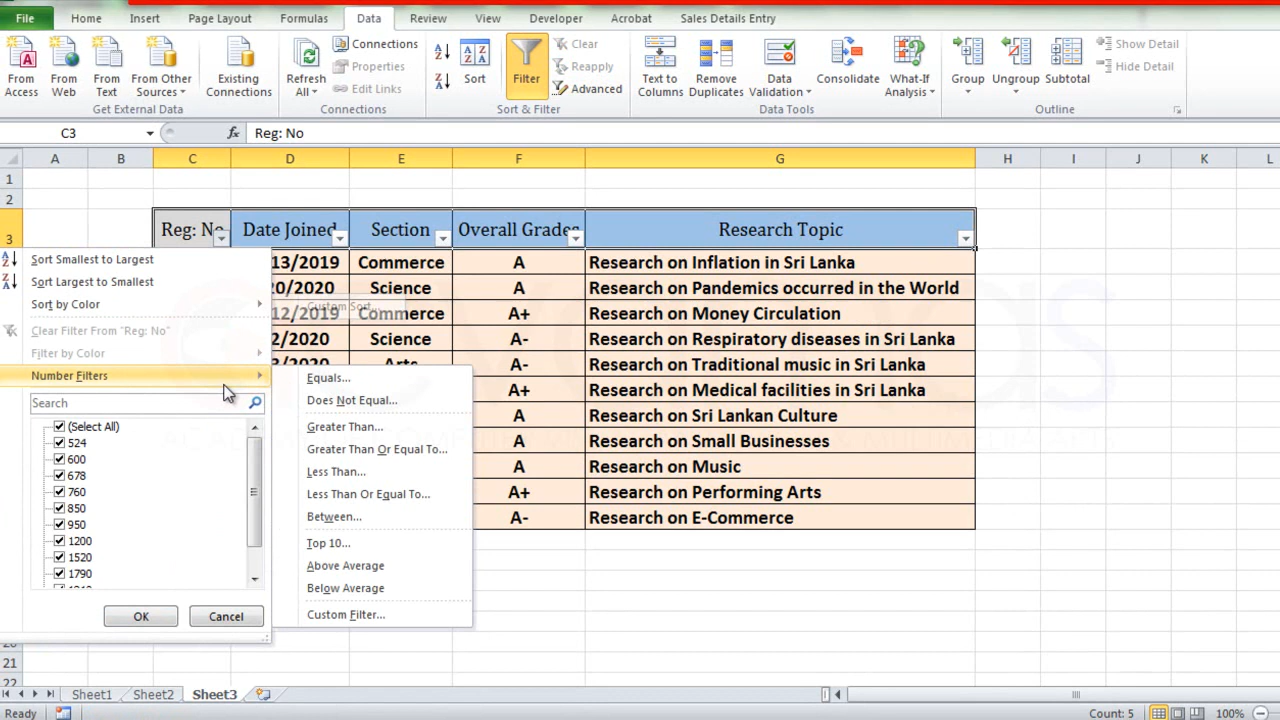 File Home Insert Page Layout Formulas Data Review View Developer Acrobat Sales Details Entry
From Access
From Web
From Text
From Other Sources
Existing Connections
Get External Data
Refresh All
Connections
Properties
Edit Links
Connections
Sort
Filter
Clear
Reapply
Advanced
Sort & Filter
Text to Columns
Remove Duplicates
Data Validation
Consolidate
What-If Analysis
Data Tools
Group
Ungroup
Subtotal
Show Detail
Hide Detail
Outline
C3 fx Reg: No
A B C D E F G H I J K L
1
2
3 Reg: No Date Joined Section Overall Grades Research Topic
13/2019 Commerce A Research on Inflation in Sri Lanka
20/2020 Science A Research on Pandemics occurred in the World
12/2019 Commerce A+ Research on Money Circulation
2/2020 Science A- Research on Respiratory diseases in Sri Lanka
3/2020 Arts A- Research on Traditional music in Sri Lanka
A+ Research on Medical facilities in Sri Lanka
A Research on Sri Lankan Culture
A Research on Small Businesses
A Research on Music
A+ Research on Performing Arts
A- Research on E-Commerce
Sort Smallest to Largest
Sort Largest to Smallest
Sort by Color
Custom Sort...
Clear Filter From "Reg: No"
Filter by Color
Number Filters
Search
(Select All)
524
600
678
760
850
950
1200
1520
1790
OK Cancel
Equals...
Does Not Equal...
Greater Than...
Greater Than Or Equal To...
Less Than...
Less Than Or Equal To...
Between...
Top 10...
Above Average
Below Average
Custom Filter...
21
22
Sheet1 Sheet2 Sheet3
Ready Count: 5 100%